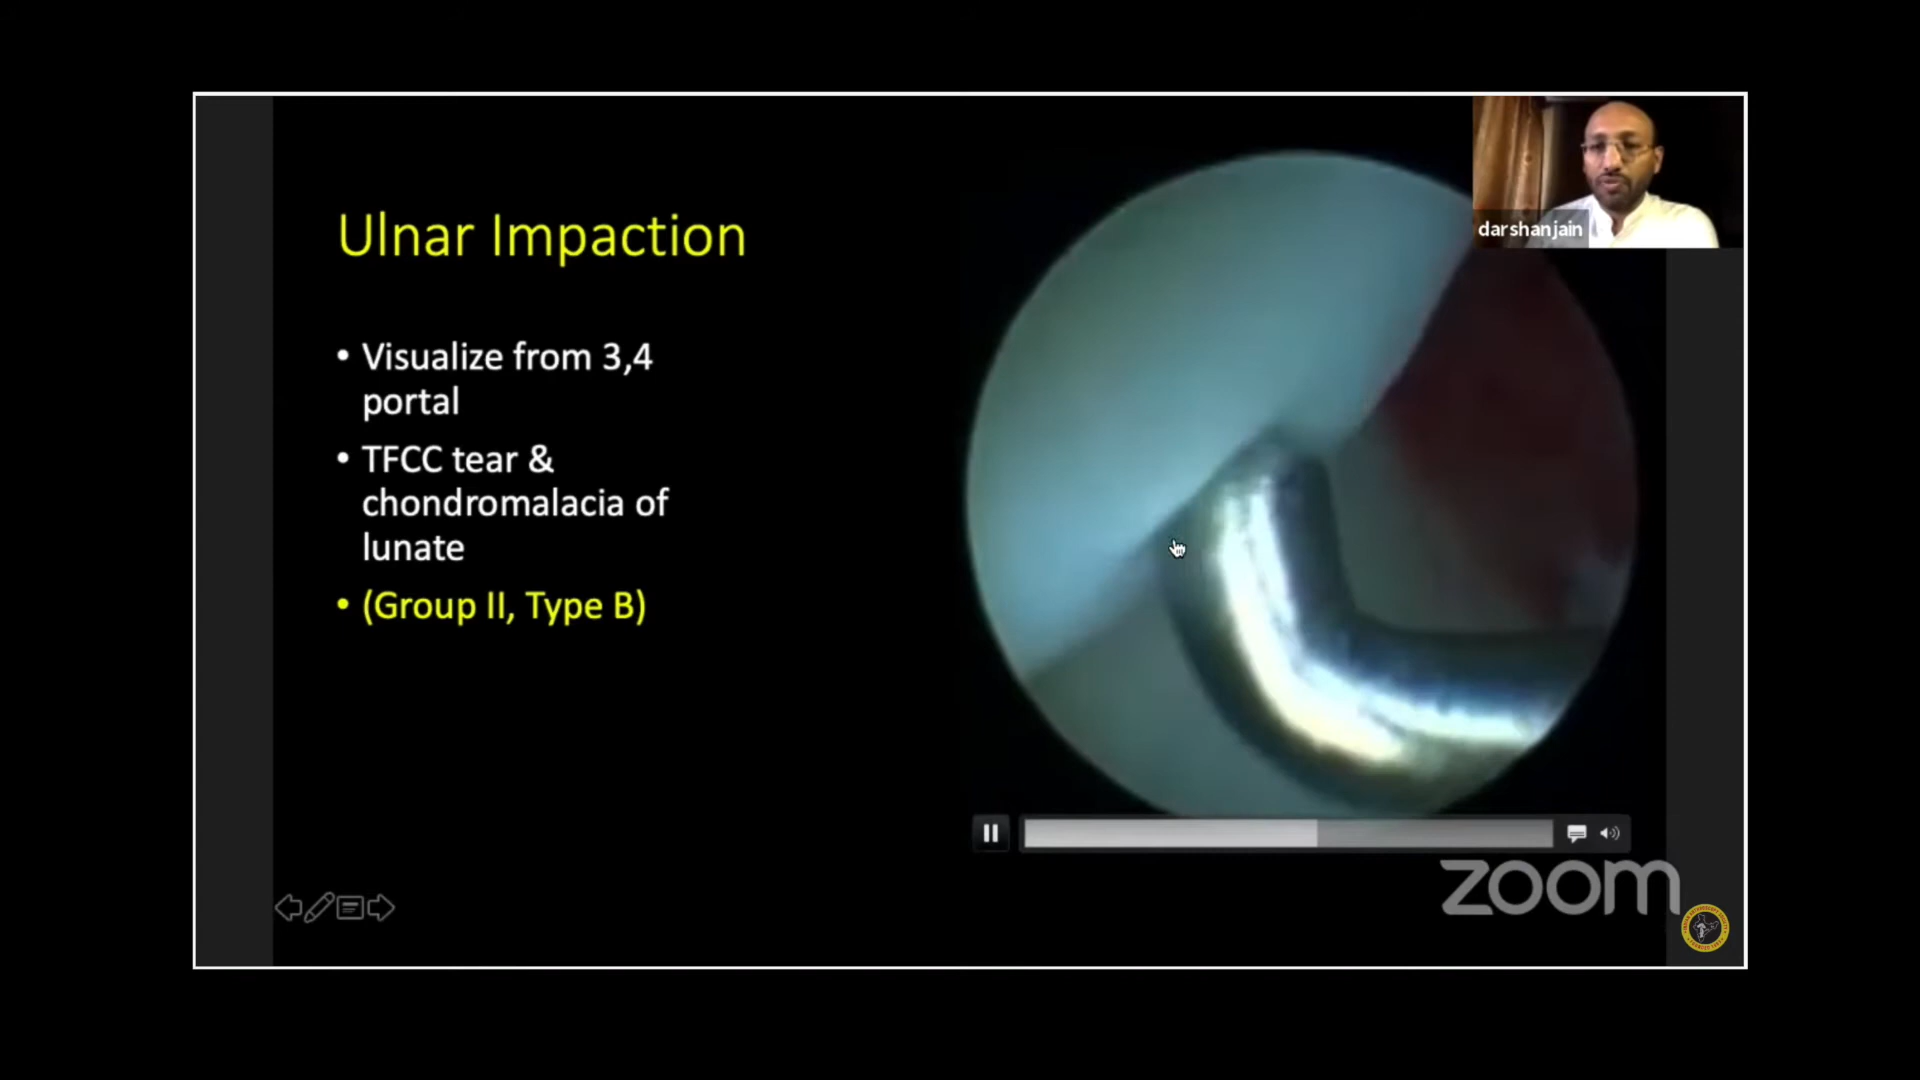 darshanjain
Ulnar Impaction
• Visualize from 3,4
portal
• TFCC tear &
chondromalacia of
lunate
• (Group II, Type B)
zoom